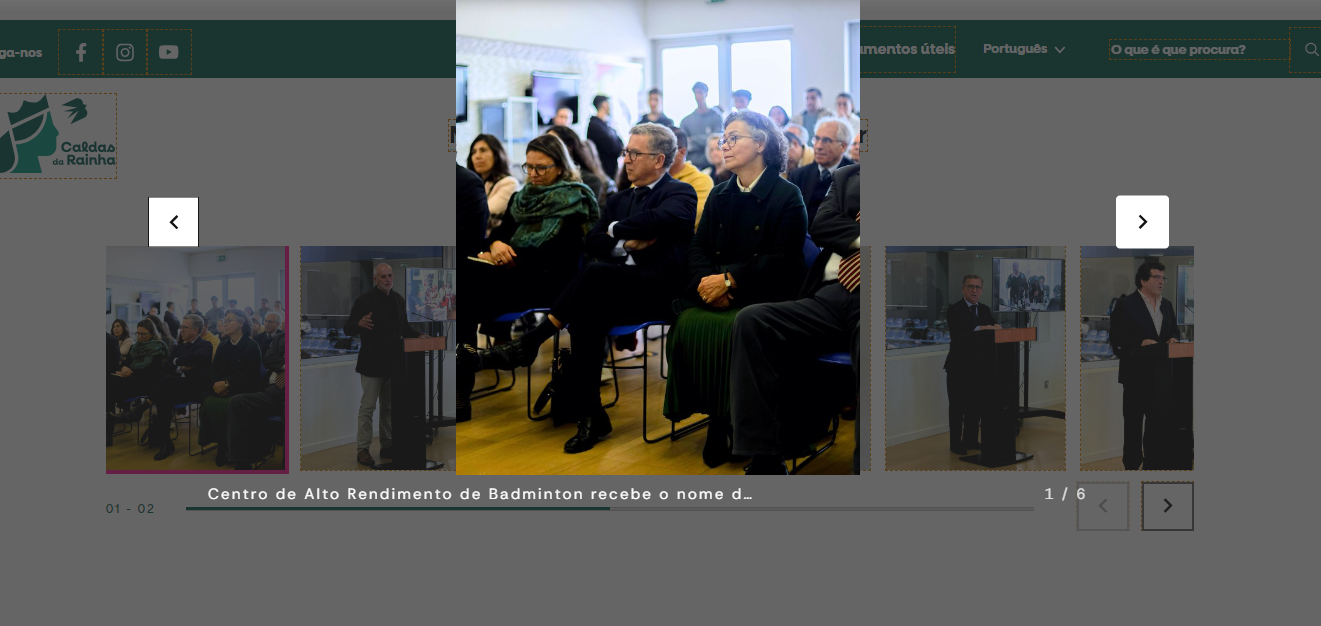 ga-nos
umentos úteis
Português
O que é que procura?
Caldas
da Rainha
Centro de Alto Rendimento de Badminton recebe o nome d…
1 / 6
01 - 02